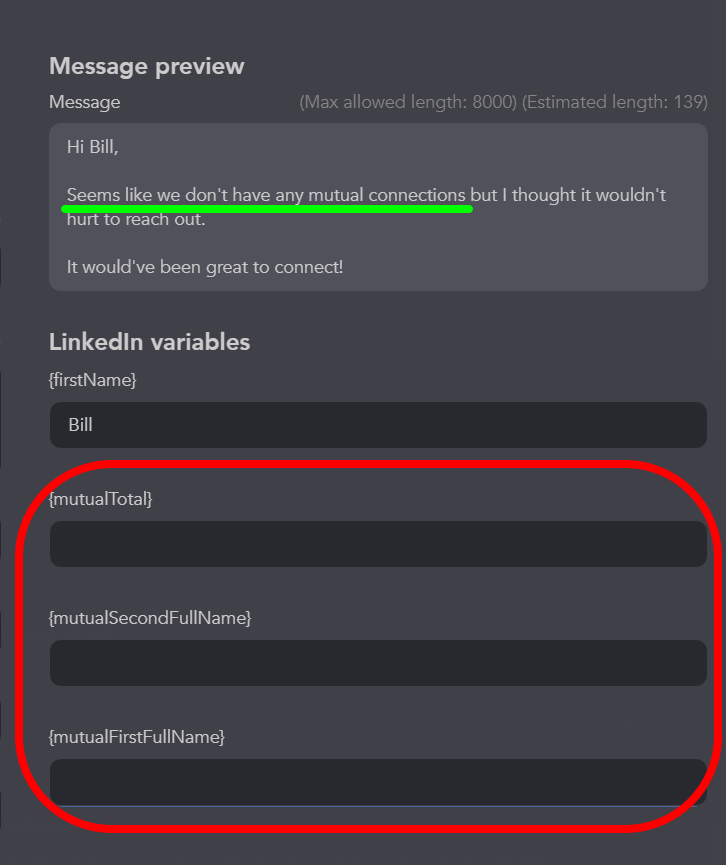 Message preview
Message (Max allowed length: 8000) (Estimated length: 139)
Hi Bill,
Seems like we don't have any mutual connections but I thought it wouldn't
hurt to reach out.
It would've been great to connect!
LinkedIn variables
{firstName}
Bill
{mutualTotal}
{mutualSecondFullName}
{mutualFirstFullName}